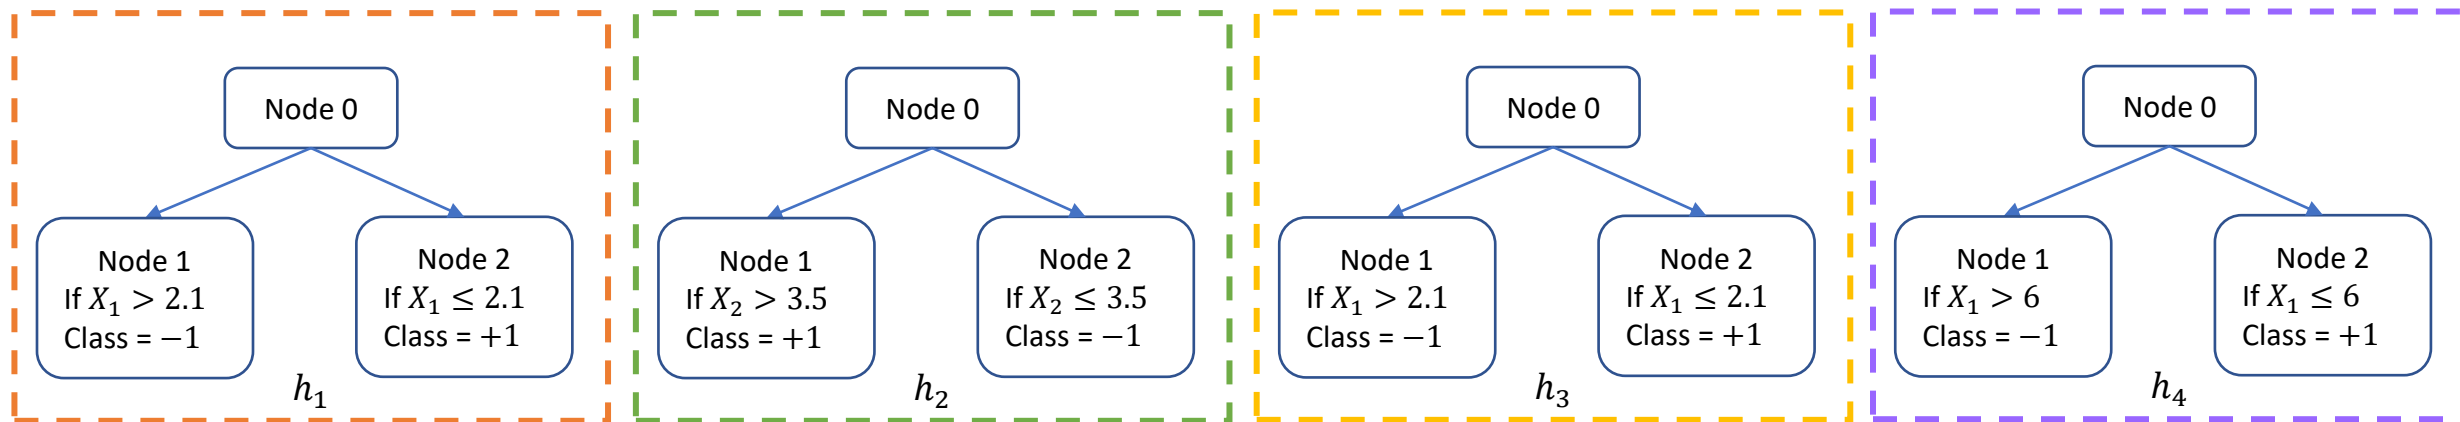 Node 0
Node 1
If X₁ > 2.1
Class = −1
Node 2
If X₁ ≤ 2.1
Class = +1
h₁
Node 0
Node 1
If X₂ > 3.5
Class = +1
Node 2
If X₂ ≤ 3.5
Class = −1
h₂
Node 0
Node 1
If X₁ > 2.1
Class = −1
Node 2
If X₁ ≤ 2.1
Class = +1
h₃
Node 0
Node 1
If X₁ > 6
Class = −1
Node 2
If X₁ ≤ 6
Class = +1
h₄